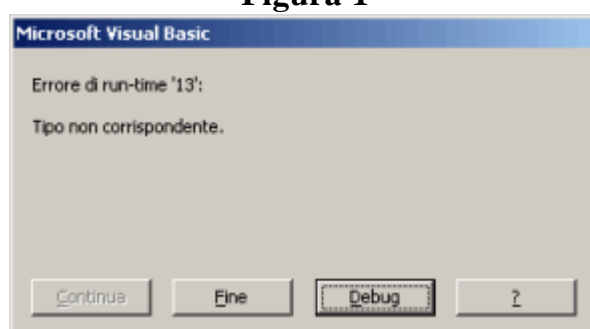 Figura 1
Microsoft Visual Basic
Errore di run-time '13':
Tipo non corrispondente.
Continua Fine Debug ?